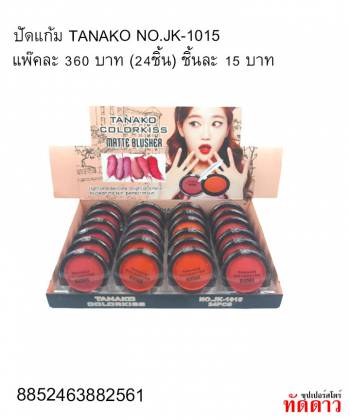 ปัดแก้ม TANAKO NO.JK-1015
แพ๊คละ 360 บาท (24ชิ้น) ชิ้นละ 15 บาท
TANAKO
COLORKISS
MATTE BLUSHER
TANAKO
COLORKISS
NO.JK-1015
24PCS
8852463882561
ซุปเปอร์สโตร์
ทัดดาว